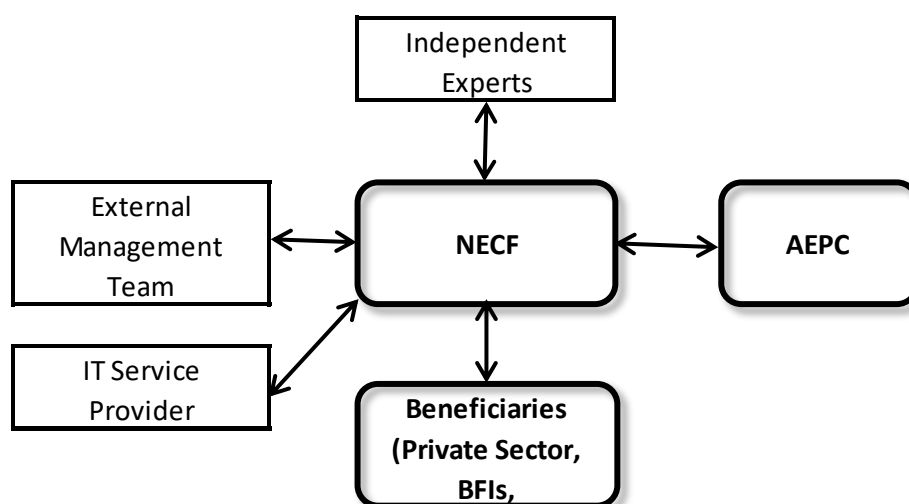 Independent
Experts
External
Management
Team
NECF
AEPC
IT Service
Provider
Beneficiaries
(Private Sector,
BFIs,